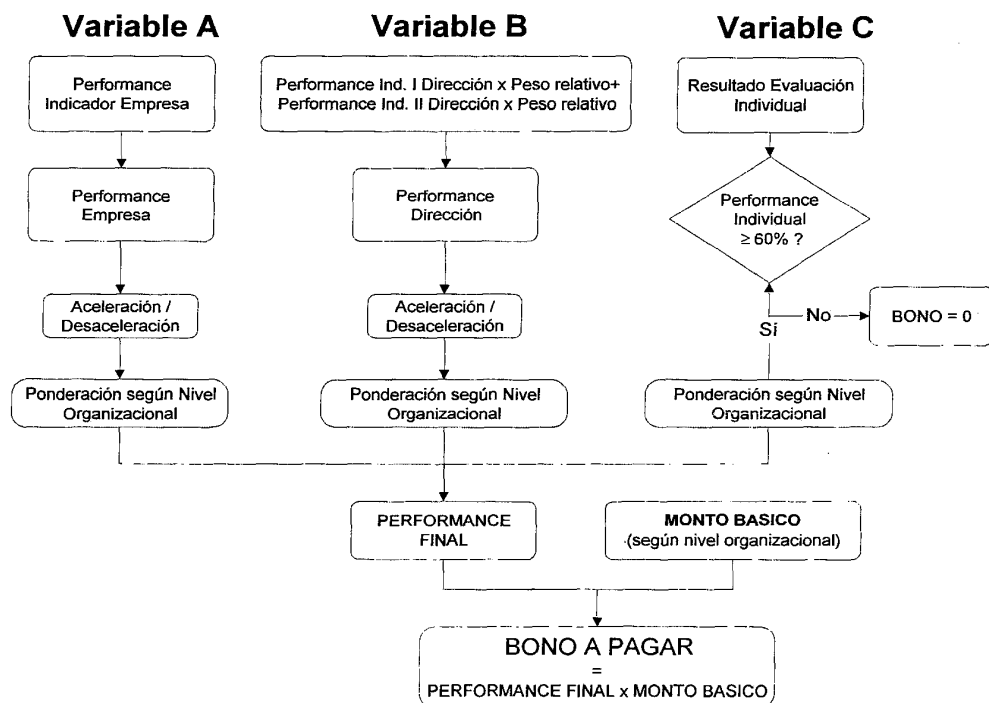 Variable A
Variable B
Variable C
Performance
Indicador Empresa
Performance Ind. I Dirección x Peso relativo+
Performance Ind. II Dirección x Peso relativo
Resultado Evaluación
Individual
Performance
Empresa
Performance
Dirección
Performance
Individual
≥ 60% ?
Aceleración /
Desaceleración
Aceleración /
Desaceleración
Sí
No
BONO = 0
Ponderación según Nivel
Organizacional
Ponderación según Nivel
Organizacional
Ponderación según Nivel
Organizacional
PERFORMANCE
FINAL
MONTO BASICO
(según nivel organizacional)
BONO A PAGAR
=
PERFORMANCE FINAL x MONTO BASICO